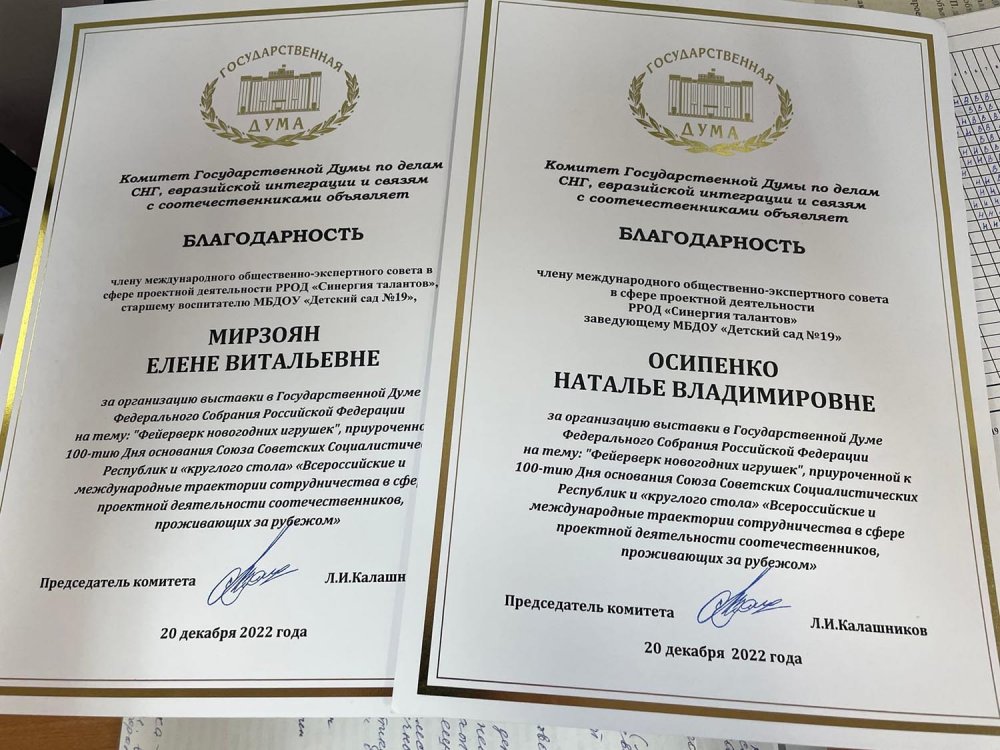 ГОСУДАРСТВЕННАЯ
ДУМА
Комитет Государственной Думы по делам
СНГ, евразийской интеграции и связям
с соотечественниками объявляет
БЛАГОДАРНОСТЬ
члену международного общественно-экспертного совета в
сфере проектной деятельности РРОД «Синергия талантов»,
старшему воспитателю МБДОУ «Детский сад №19»,
МИРЗОЯН
ЕЛЕНЕ ВИТАЛЬЕВНЕ
за организацию выставки в Государственной Думе
Федерального Собрания Российской Федерации
на тему: "Фейерверк новогодних игрушек", приуроченно
100-тию Дня основания Союза Советских Социалистиче
Республик и «круглого стола» «Всероссийские и
международные траектории сотрудничества в сфе
проектной деятельности соотечественников,
проживающих за рубежом»
Председатель комитета Л.И.Калашн
20 декабря 2022 года
ГОСУДАРСТВЕННАЯ
ДУМА
Комитет Государственной Думы по делам
СНГ, евразийской интеграции и связям
с соотечественниками объявляет
БЛАГОДАРНОСТЬ
члену международного общественно-экспертного совета
в сфере проектной деятельности
РРОД «Синергия талантов»
заведующему МБДОУ «Детский сад №19»
ОСИПЕНКО
НАТАЛЬЕ ВЛАДИМИРОВНЕ
за организацию выставки в Государственной Думе
Федерального Собрания Российской Федерации
на тему: "Фейерверк новогодних игрушек", приуроченной к
100-тию Дня основания Союза Советских Социалистических
Республик и «круглого стола» «Всероссийские и
международные траектории сотрудничества в сфере
проектной деятельности соотечественников,
проживающих за рубежом»
Председатель комитета Л.И.Калашников
20 декабря 2022 года